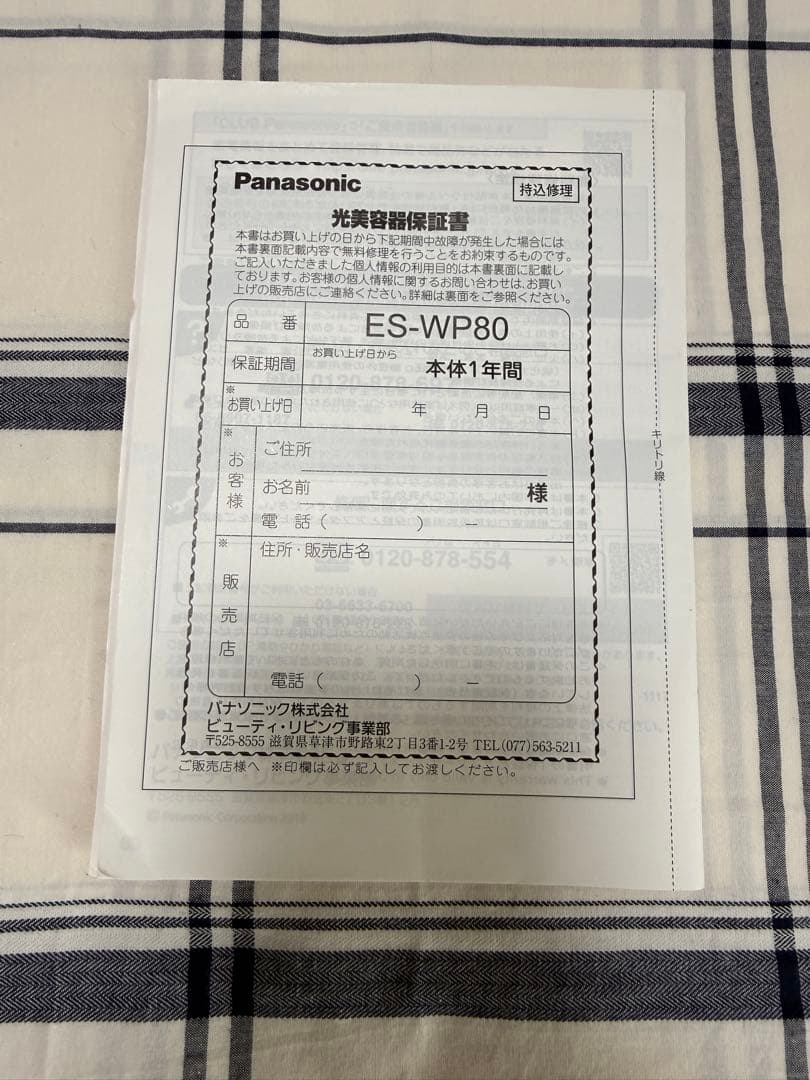 Panasonic
持込修理
光美容器保証書
本書はお買い上げの日から下記期間中故障が発生した場合には
本書裏面記載内容で無料修理を行うことをお約束するものです。
ご記入いただきました個人情報の利用目的は本書裏面に記載し
ております。お客様の個人情報に関するお問い合わせは、お買い
上げの販売店にご連絡ください。詳細は裏面をご参照ください。
品 番 ES-WP80
保証期間 お買い上げ日から 本体1年間
※お買い上げ日 年 月 日
※お客様
ご住所
お名前 様
電 話 ( ) −
※販売店
住所・販売店名
電話 ( ) −
パナソニック株式会社
ビューティ・リビング事業部
〒525-8555 滋賀県草津市野路東2丁目3番1-2号 TEL(077)563-5211
ご販売店様へ ※印欄は必ず記入してお渡しください。
キリトリ線
0120-878-554
03-6633-6700